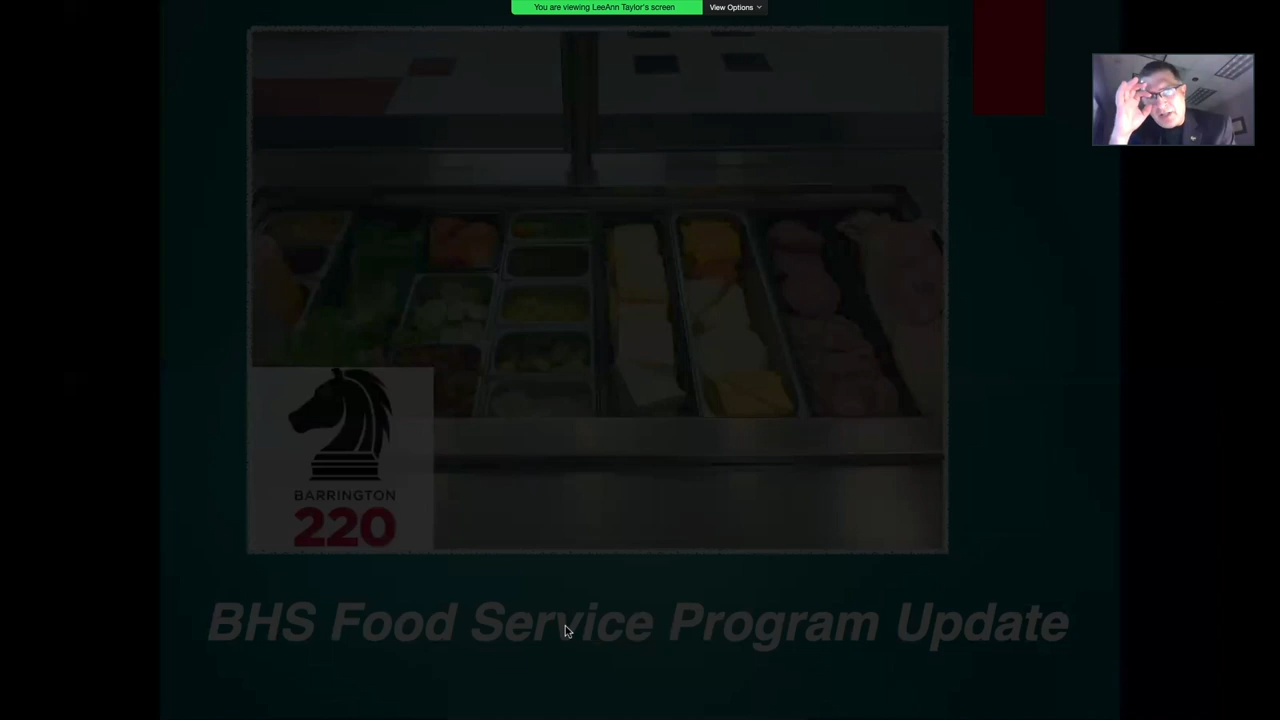 You are viewing LeeAnn Taylor's screen
View Options
BARRINGTON
220
BHS Food Service Program Update